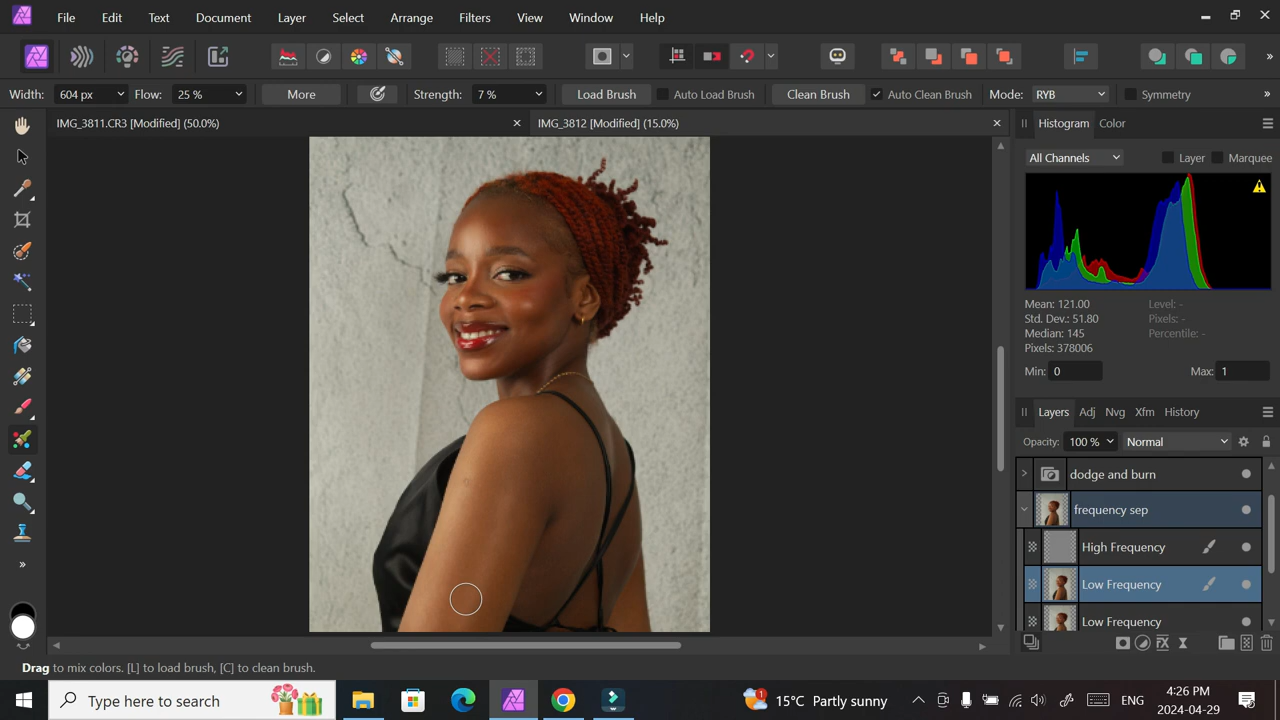 File Edit Text Document Layer Select Arrange Filters View Window Help
Width: 604 px Flow: 25 % More Strength: 7 % Load Brush Auto Load Brush Clean Brush Auto Clean Brush Mode: RYB Symmetry »
IMG_3811.CR3 [Modified] (50.0%) IMG_3812 [Modified] (15.0%)
Histogram Color
All Channels Layer Marquee
Mean: 121.00 Level: -
Std. Dev.: 51.80 Pixels: -
Median: 145 Percentile: -
Pixels: 378006
Min: 0 Max: 1
Layers Adj Nvg Xfm History
Opacity: 100 % Normal
dodge and burn
frequency sep
High Frequency
Low Frequency
Low Frequency
Drag to mix colors. [L] to load brush, [C] to clean brush.
Type here to search 1 15°C Partly sunny ENG 4:26 PM
2024-04-29